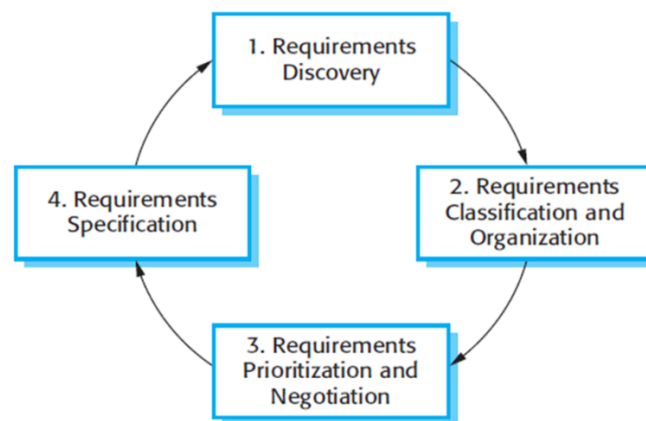 1. Requirements
Discovery
2. Requirements
Classification and
Organization
3. Requirements
Prioritization and
Negotiation
4. Requirements
Specification